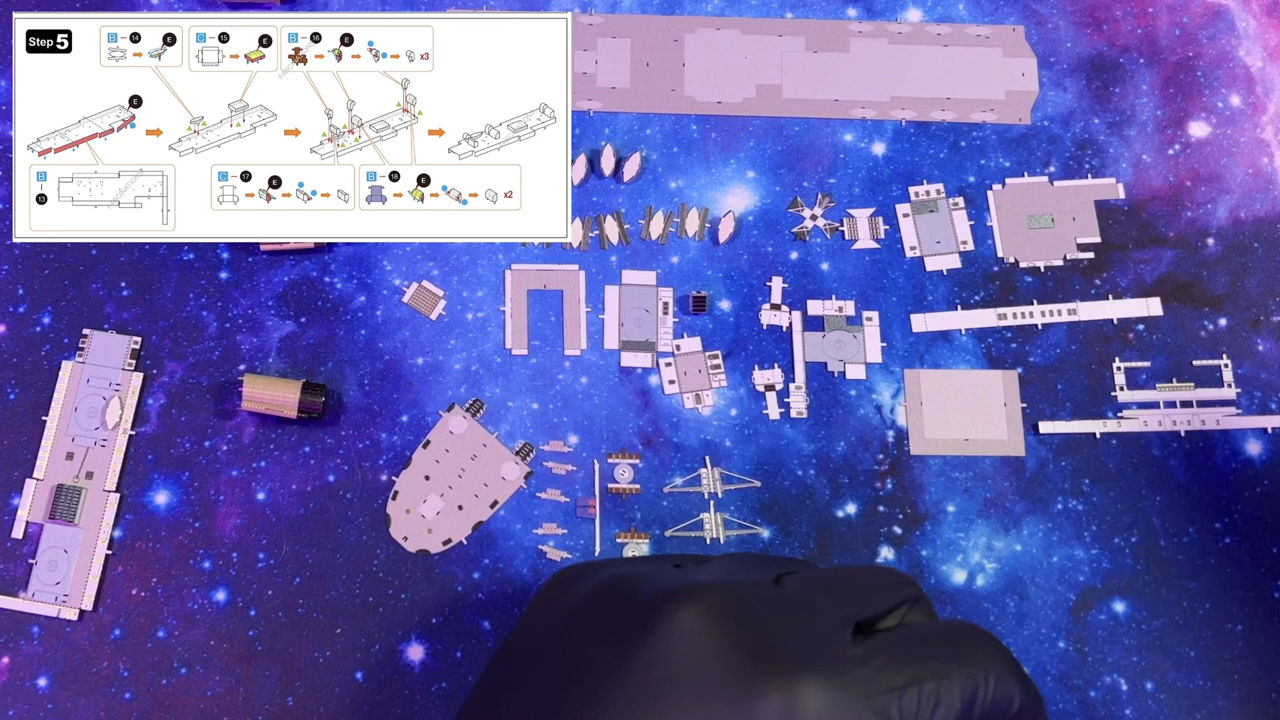 Step 5
B 14 E
C 15 E
B 16 E x3
E
B 13
C 17 E
B 18 E x2